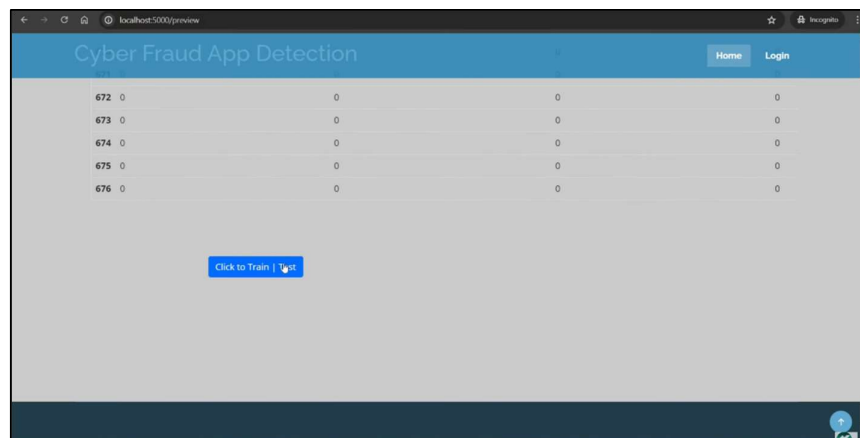 localhost:5000/preview
Incognito
Cyber Fraud App Detection
Home Login
672 0 0 0 0
673 0 0 0 0
674 0 0 0 0
675 0 0 0 0
676 0 0 0 0
Click to Train | Test